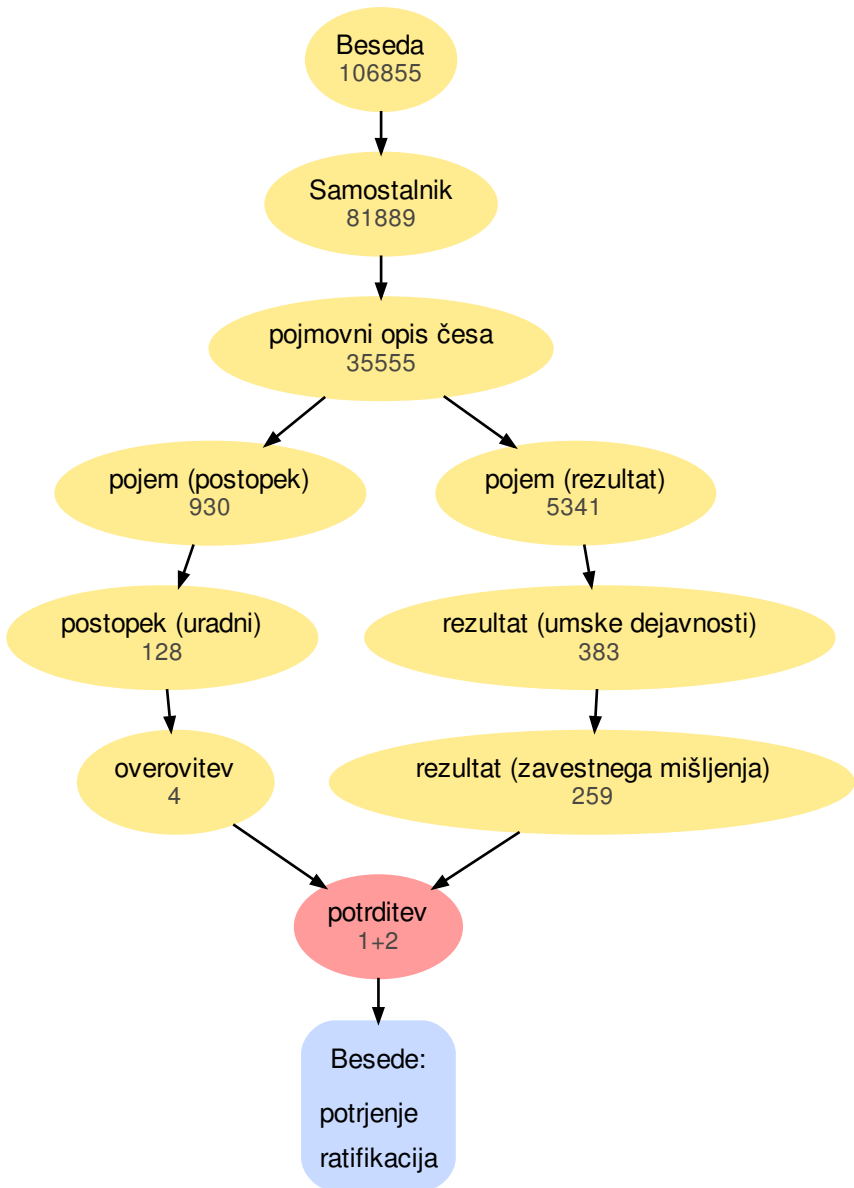 Beseda
106855
Samostalnik
81889
pojmovni opis česa
35555
pojem (postopek)
930
pojem (rezultat)
5341
postopek (uradni)
128
rezultat (umske dejavnosti)
383
overovitev
4
rezultat (zavestnega mišljenja)
259
potrditev
1+2
Besede:
potrjenje
ratifikacija